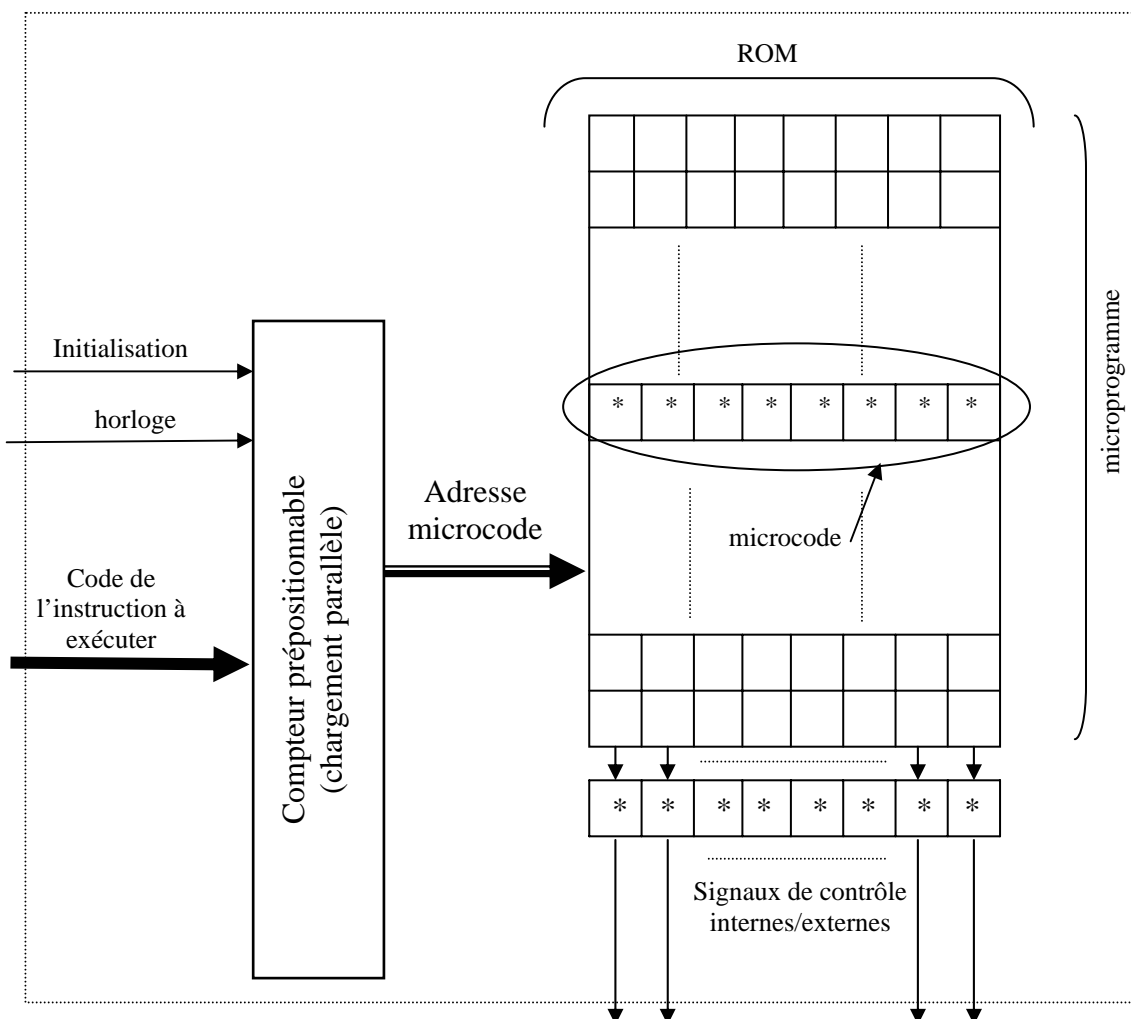 ROM
microprogramme
Initialisation
horloge
* * * * * * * *
Adresse
microcode
microcode
Code de
l’instruction à
exécuter
Compteur prépositionnable
(chargement parallèle)
* * * * * * * *
Signaux de contrôle
internes/externes